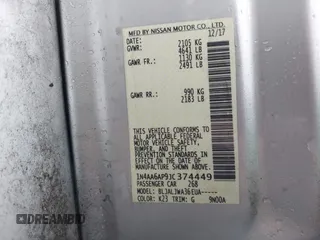 MFD BY NISSAN MOTOR CO., LTD.
DATE: 12/17
GVWR: 2105 KG
4641 LB
GAWR FR.: 1130 KG
2491 LB
GAWR RR.: 990 KG
2183 LB
THIS VEHICLE CONFORMS TO ALL
APPLICABLE FEDERAL MOTOR
VEHICLE SAFETY,
BUMPER, AND THEFT
PREVENTION STANDARDS
IN EFFECT ON THE DATE OF
MANUFACTURE SHOWN ABOVE.
1N4AA6AP9JC374449
PASSENGER CAR 268
MODEL: BLJALJWA36EUA-----
COLOR: K23 TRIM: G 9N00A
DREAMBID